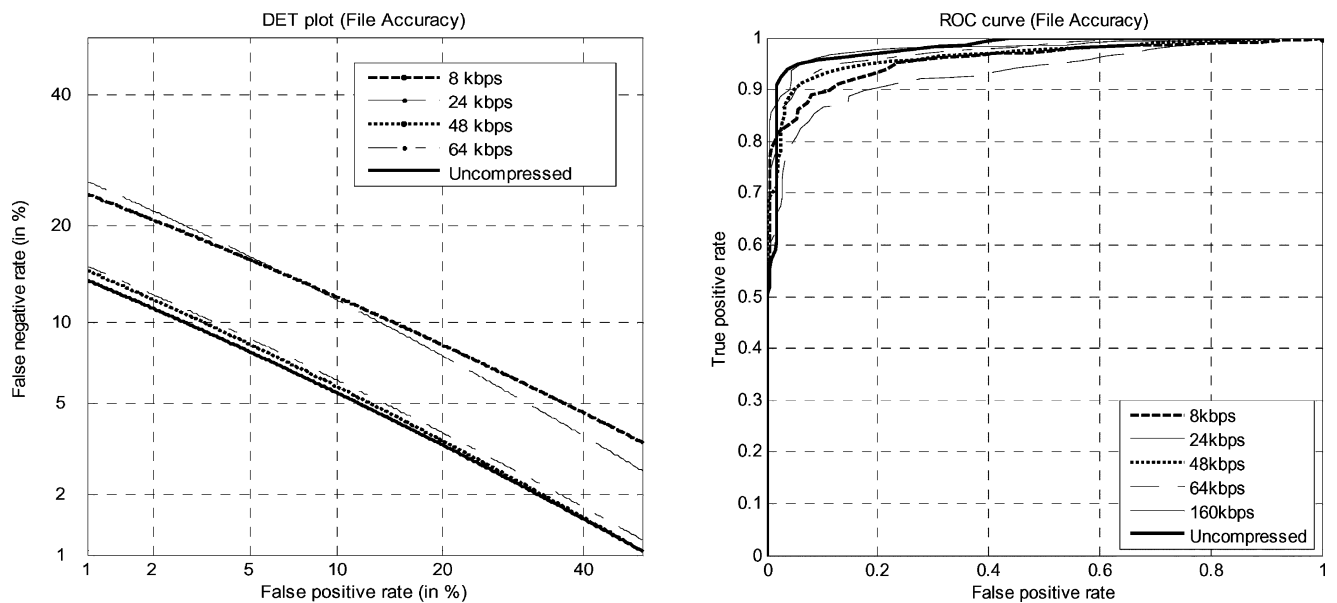 DET plot (File Accuracy)
40
20
10
5
2
1
1
2
5
10
20
40
False negative rate (in %)
False positive rate (in %)
8 kbps
24 kbps
48 kbps
64 kbps
Uncompressed
ROC curve (File Accuracy)
1
0.9
0.8
0.7
0.6
0.5
0.4
0.3
0.2
0.1
0
0
0.2
0.4
0.6
0.8
1
True positive rate
False positive rate
8kbps
24kbps
48kbps
64kbps
160kbps
Uncompressed